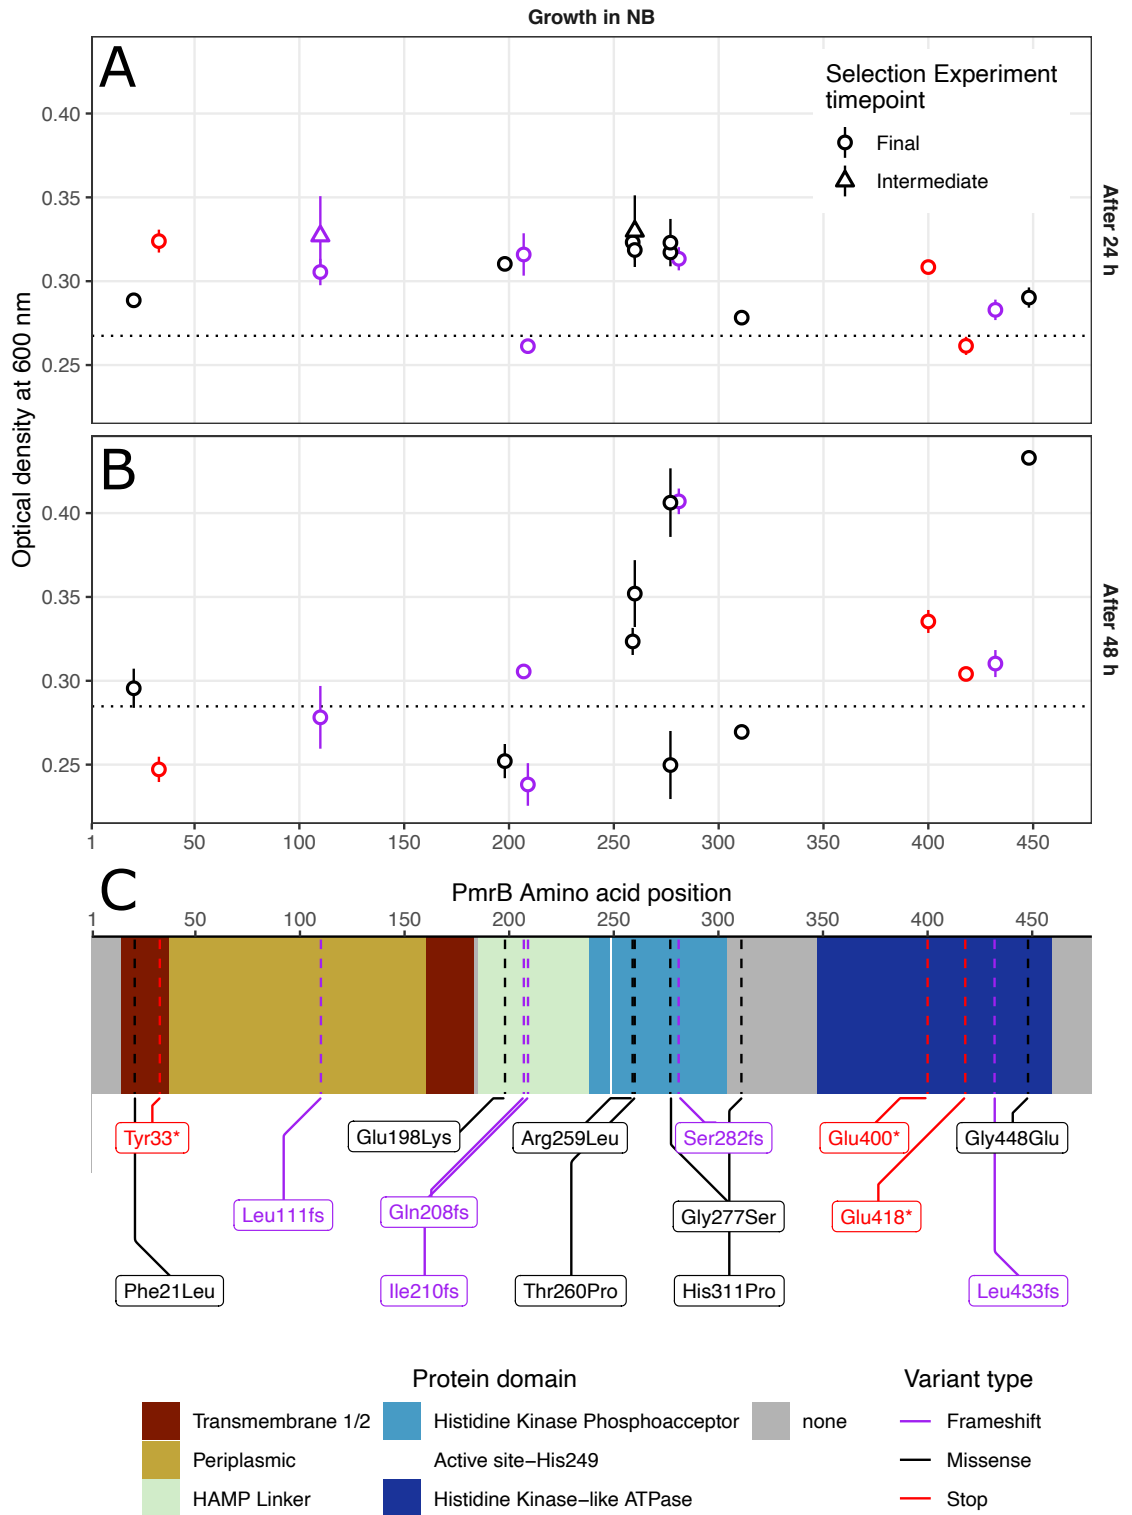 Growth in NB
A
Selection Experiment
timepoint
Final
Intermediate
0.40
0.35
0.30
0.25
After 24 h
Optical density at 600 nm
B
0.40
0.35
0.30
0.25
After 48 h
1 50 100 150 200 250 300 350 400 450
C
PmrB Amino acid position
1 50 100 150 200 250 300 350 400 450
Tyr33* Glu198Lys Arg259Leu Ser282fs Glu400* Gly448Glu
Leu111fs Gln208fs Gly277Ser Glu418*
Phe21Leu Ile210fs Thr260Pro His311Pro Leu433fs
Protein domain
Transmembrane 1/2
Periplasmic
HAMP Linker
Histidine Kinase Phosphoacceptor
Active site−His249
Histidine Kinase−like ATPase
none
Variant type
Frameshift
Missense
Stop